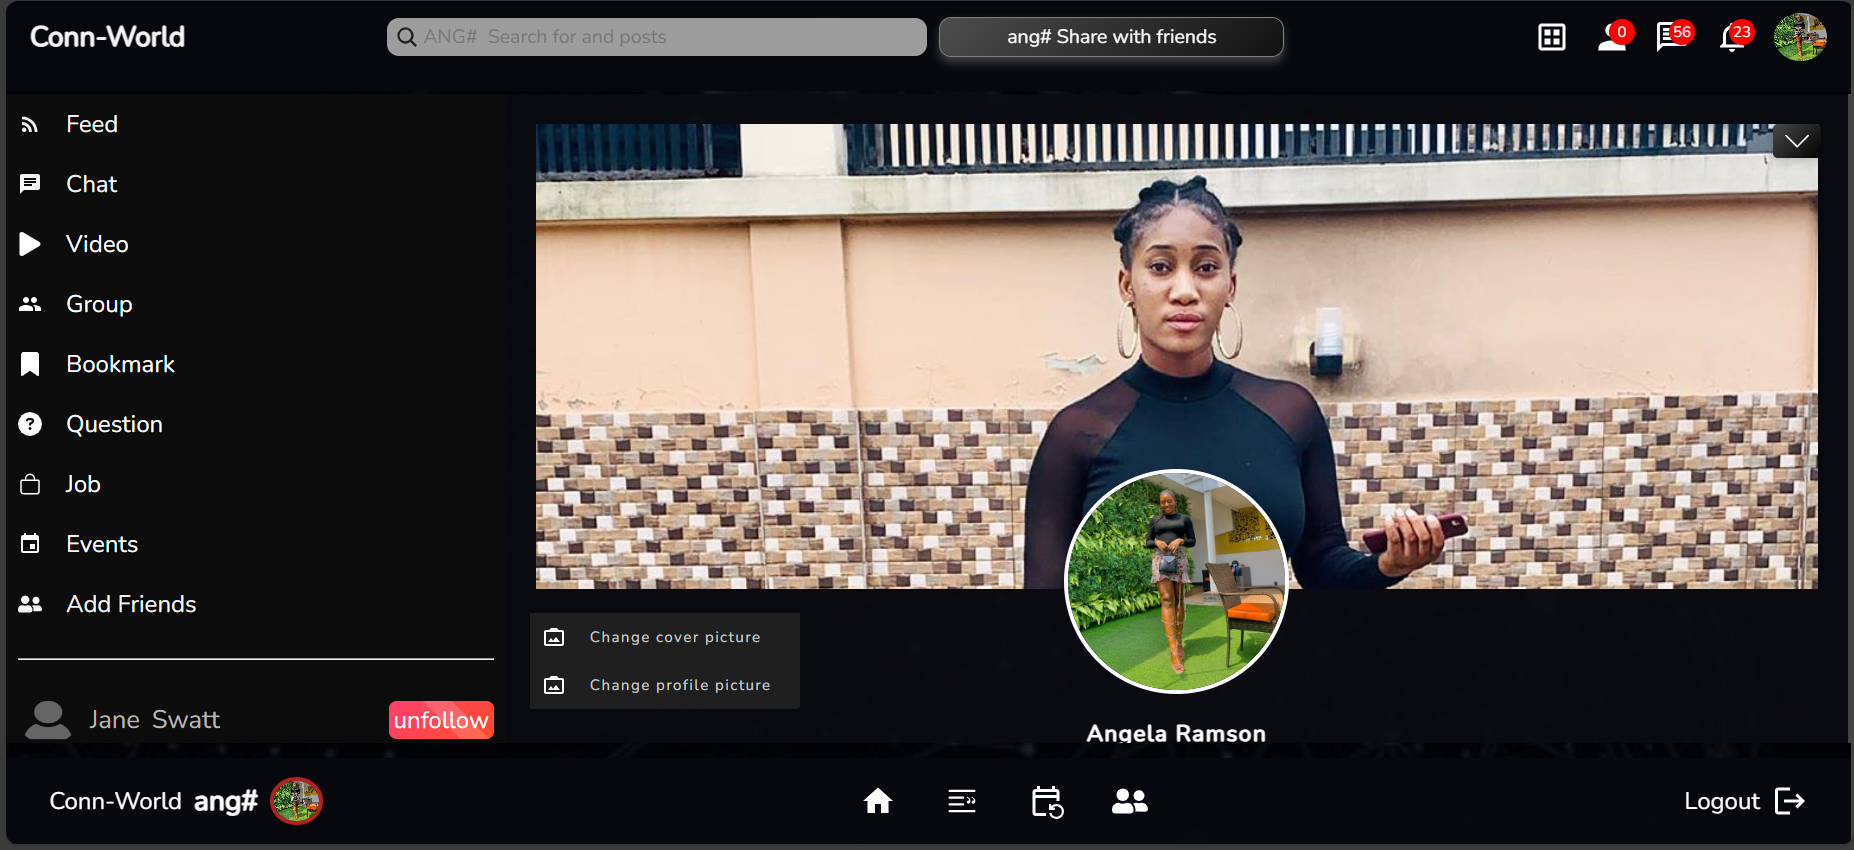 Conn-World
ANG# Search for and posts
ang# Share with friends
0
56
23
Feed
Chat
Video
Group
Bookmark
Question
Job
Events
Add Friends
Jane Swatt
unfollow
Change cover picture
Change profile picture
Angela Ramson
Conn-World ang#
Logout